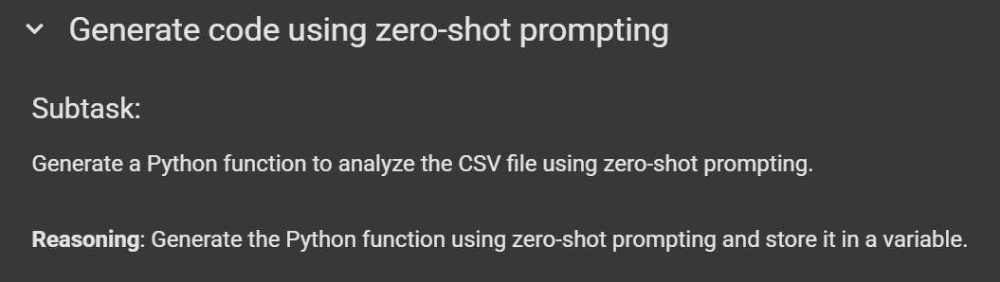 Generate code using zero-shot prompting
Subtask:
Generate a Python function to analyze the CSV file using zero-shot prompting.
Reasoning: Generate the Python function using zero-shot prompting and store it in a variable.